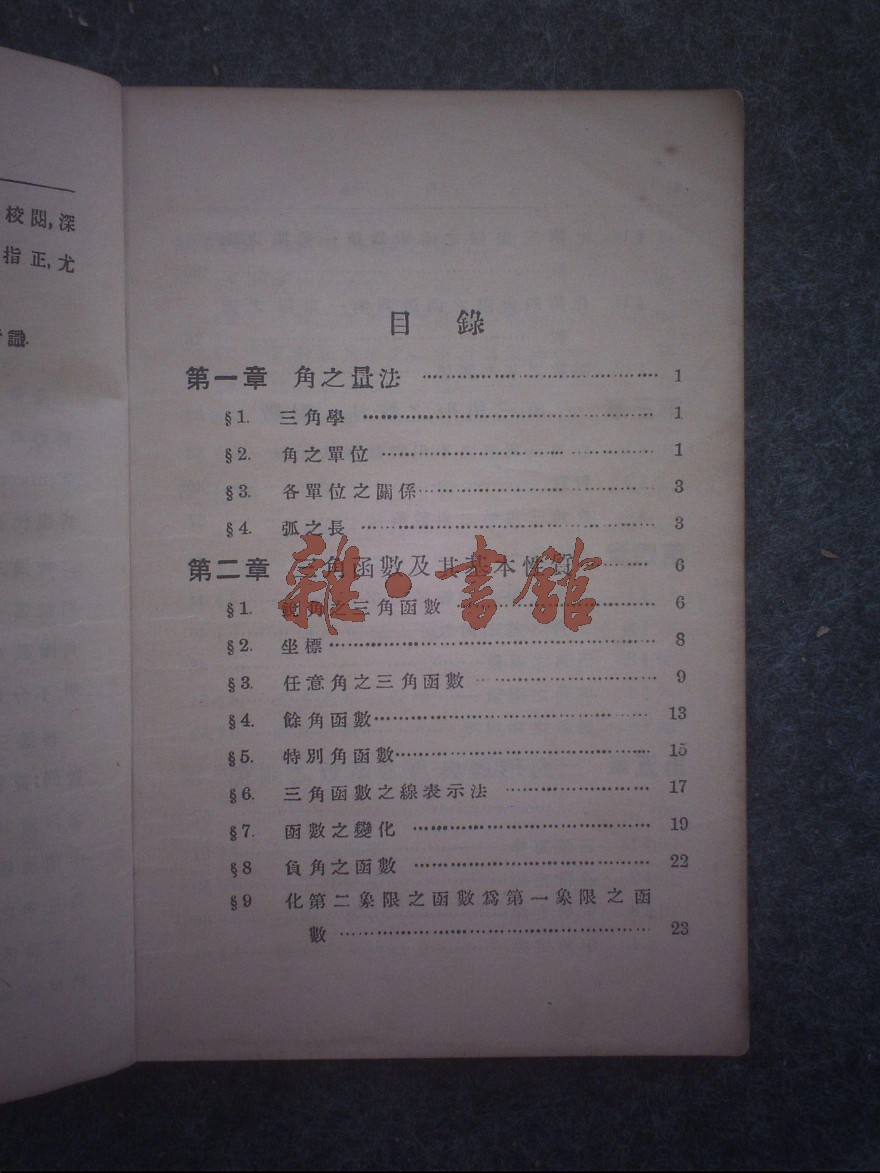 校閱,深
指正,尤
識.
目錄
第一章 角之量法 ………… 1
§1. 三角學 ………… 1
§2. 角之單位 ………… 1
§3. 各單位之關係 ………… 3
§4. 弧之長 ………… 3
第二章 三角函數及其基本性質 ………… 6
§1. 銳角之三角函數 ………… 6
§2. 坐標 ………… 8
§3. 任意角之三角函數 ………… 9
§4. 餘角函數 ………… 13
§5. 特別角函數 ………… 15
§6. 三角函數之線表示法 ………… 17
§7. 函數之變化 ………… 19
§8 負角之函數 ………… 22
§9 化第二象限之函數爲第一象限之函
數 ………… 23
雜·書館